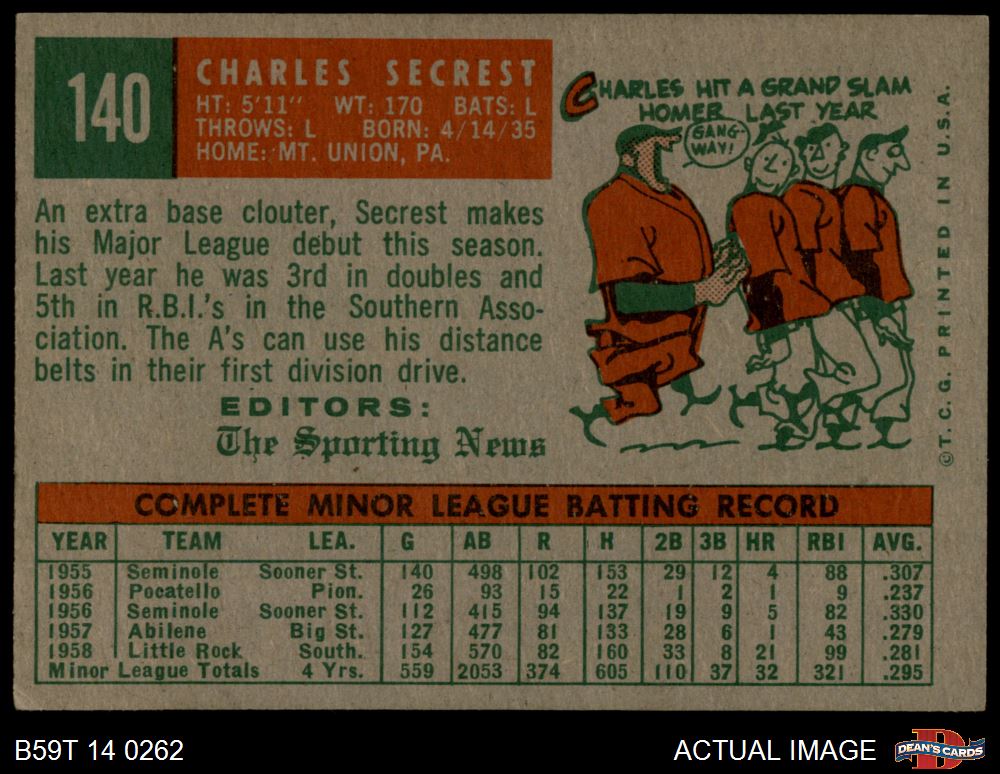 140
CHARLES SECREST
HT: 5'11" WT: 170 BATS: L
THROWS: L BORN: 4/14/35
HOME: MT. UNION, PA.
An extra base clouter, Secrest makes
his Major League debut this season.
Last year he was 3rd in doubles and
5th in R.B.I.'s in the Southern Asso-
ciation. The A's can use his distance
belts in their first division drive.
EDITORS:
The Sporting News
CHARLES HIT A GRAND SLAM
HOMER LAST YEAR
GANG-
WAY!
© T. C. G. PRINTED IN U.S.A.
COMPLETE MINOR LEAGUE BATTING RECORD
YEAR TEAM LEA. G AB R H 2B 3B HR RBI AVG.
1955 Seminole Sooner St. 140 498 102 153 29 12 4 88 .307
1956 Pocatello Pion. 26 93 15 22 1 2 1 9 .237
1956 Seminole Sooner St. 112 415 94 137 19 9 5 82 .330
1957 Abilene Big St. 127 477 81 133 28 6 1 43 .279
1958 Little Rock South. 154 570 82 160 33 8 21 99 .281
Minor League Totals 4 Yrs. 559 2053 374 605 110 37 32 321 .295
B59T 14 0262
ACTUAL IMAGE
D
DEAN'S CARDS